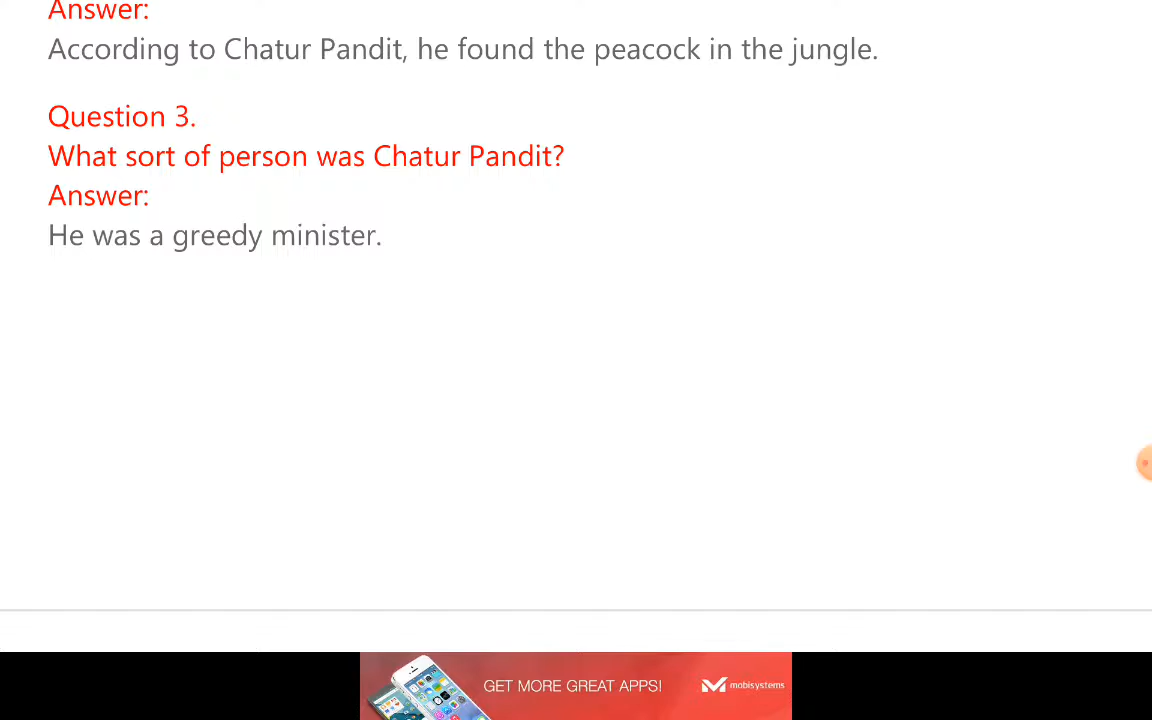 Answer:
According to Chatur Pandit, he found the peacock in the jungle.
Question 3.
What sort of person was Chatur Pandit?
Answer:
He was a greedy minister.
GET MORE GREAT APPS!
mobisystems